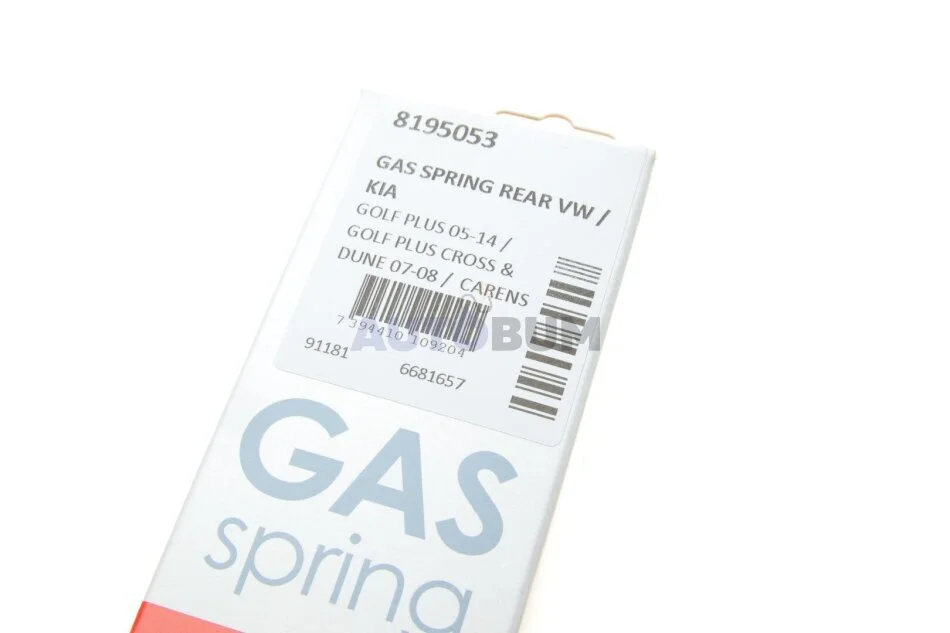 8195053
GAS SPRING REAR VW /
KIA
GOLF PLUS 05-14 /
GOLF PLUS CROSS &
DUNE 07-08 / CARENS
7 394410 109204
AUTOBUM
91181
6681657
GAS
spring